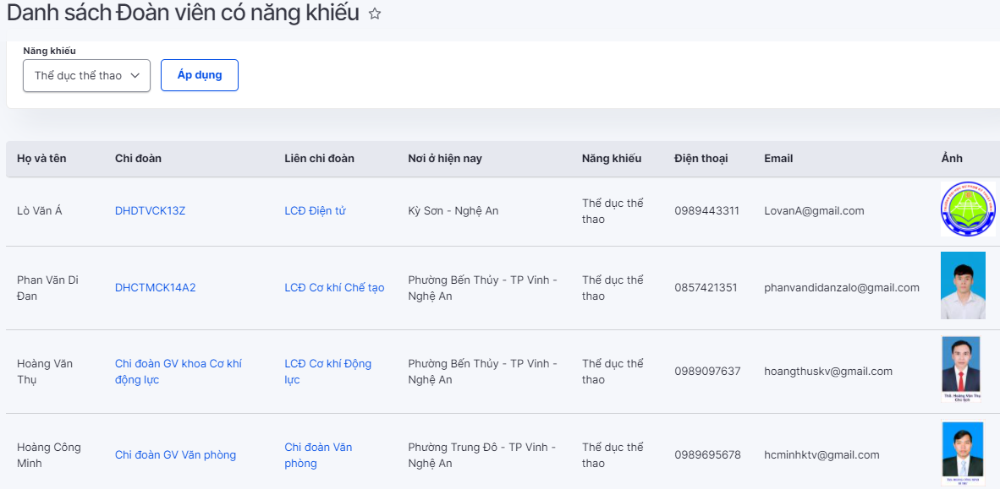 Danh sách Đoàn viên có năng khiếu
Năng khiếu
Thể dục thể thao
Áp dụng
Họ và tên Chi đoàn Liên chi đoàn Nơi ở hiện nay Năng khiếu Điện thoại Email Ảnh
Lò Văn Á DHDTVCK13Z LCĐ Điện tử Kỳ Sơn - Nghệ An Thể dục thể
thao
0989443311 LovanA@gmail.com
Phan Văn Di
Đan
DHCTMCK14A2 LCĐ Cơ khí Chế tạo Phường Bến Thủy - TP Vinh -
Nghệ An
Thể dục thể
thao
0857421351 phanvandidanzalo@gmail.com
Hoàng Văn
Thụ
Chi đoàn GV khoa Cơ khí
động lực
LCĐ Cơ khí Động
lực
Phường Bến Thủy - TP Vinh -
Nghệ An
Thể dục thể
thao
0989097637 hoangthuskv@gmail.com
ThS. Hoàng Văn Thụ
Chủ tịch
Hoàng Công
Minh
Chi đoàn GV Văn phòng
Chi đoàn Văn
phòng
Phường Trung Đô - TP Vinh -
Nghệ An
Thể dục thể
thao
0989695678 hcminhktv@gmail.com